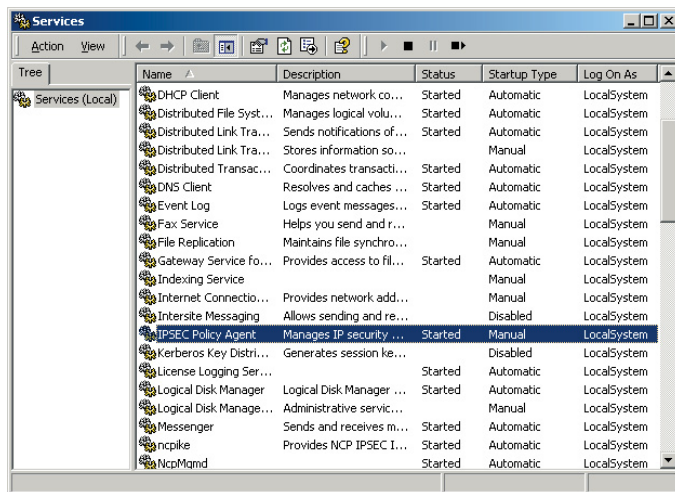 Services
Action View
Tree
Name Description Status Startup Type Log On As
Services (Local)
DHCP Client Manages network co... Started Automatic LocalSystem
Distributed File Syst... Manages logical volu... Started Automatic LocalSystem
Distributed Link Tra... Sends notifications of... Started Automatic LocalSystem
Distributed Link Tra... Stores information so... Manual LocalSystem
Distributed Transac... Coordinates transacti... Started Automatic LocalSystem
DNS Client Resolves and caches ... Started Automatic LocalSystem
Event Log Logs event messages... Started Automatic LocalSystem
Fax Service Helps you send and r... Manual LocalSystem
File Replication Maintains file synchro... Manual LocalSystem
Gateway Service fo... Provides access to fil... Started Automatic LocalSystem
Indexing Service Manual LocalSystem
Internet Connectio... Provides network add... Manual LocalSystem
Intersite Messaging Allows sending and re... Disabled LocalSystem
IPSEC Policy Agent Manages IP security ... Started Manual LocalSystem
Kerberos Key Distri... Generates session ke... Disabled LocalSystem
License Logging Ser... Started Automatic LocalSystem
Logical Disk Manager Logical Disk Manager ... Started Automatic LocalSystem
Logical Disk Manage... Administrative servic... Manual LocalSystem
Messenger Sends and receives m... Started Automatic LocalSystem
ncpike Provides NCP IPSEC I... Started Automatic LocalSystem
NcpMgmd Started Automatic LocalSystem